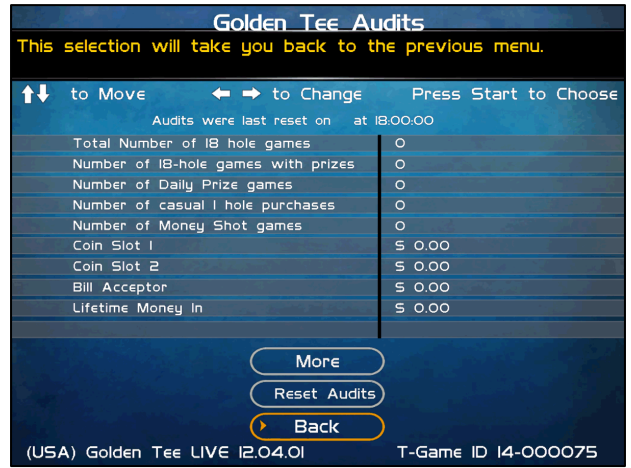 Golden Tee Audits
This selection will take you back to the previous menu.
to Move to Change Press Start to Choose
Audits were last reset on at 18:00:00
Total Number of 18 hole games 0
Number of 18-hole games with prizes 0
Number of Daily Prize games 0
Number of casual 1 hole purchases 0
Number of Money Shot games 0
Coin Slot 1 $ 0.00
Coin Slot 2 $ 0.00
Bill Acceptor $ 0.00
Lifetime Money In $ 0.00
More
Reset Audits
Back
(USA) Golden Tee LIVE 12.04.01 T-Game ID 14-000075